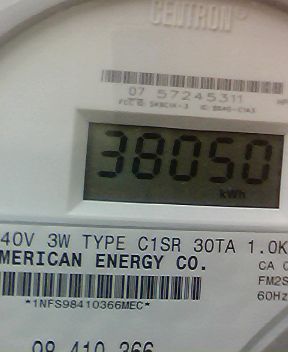 CENTRON®
07 57245311
38050
kWh
40V 3W TYPE C1SR 30TA 1.0K
MERICAN ENERGY CO.
CA 0
FM2S
60Hz
*1NFS98410366MEC*
98 410 366